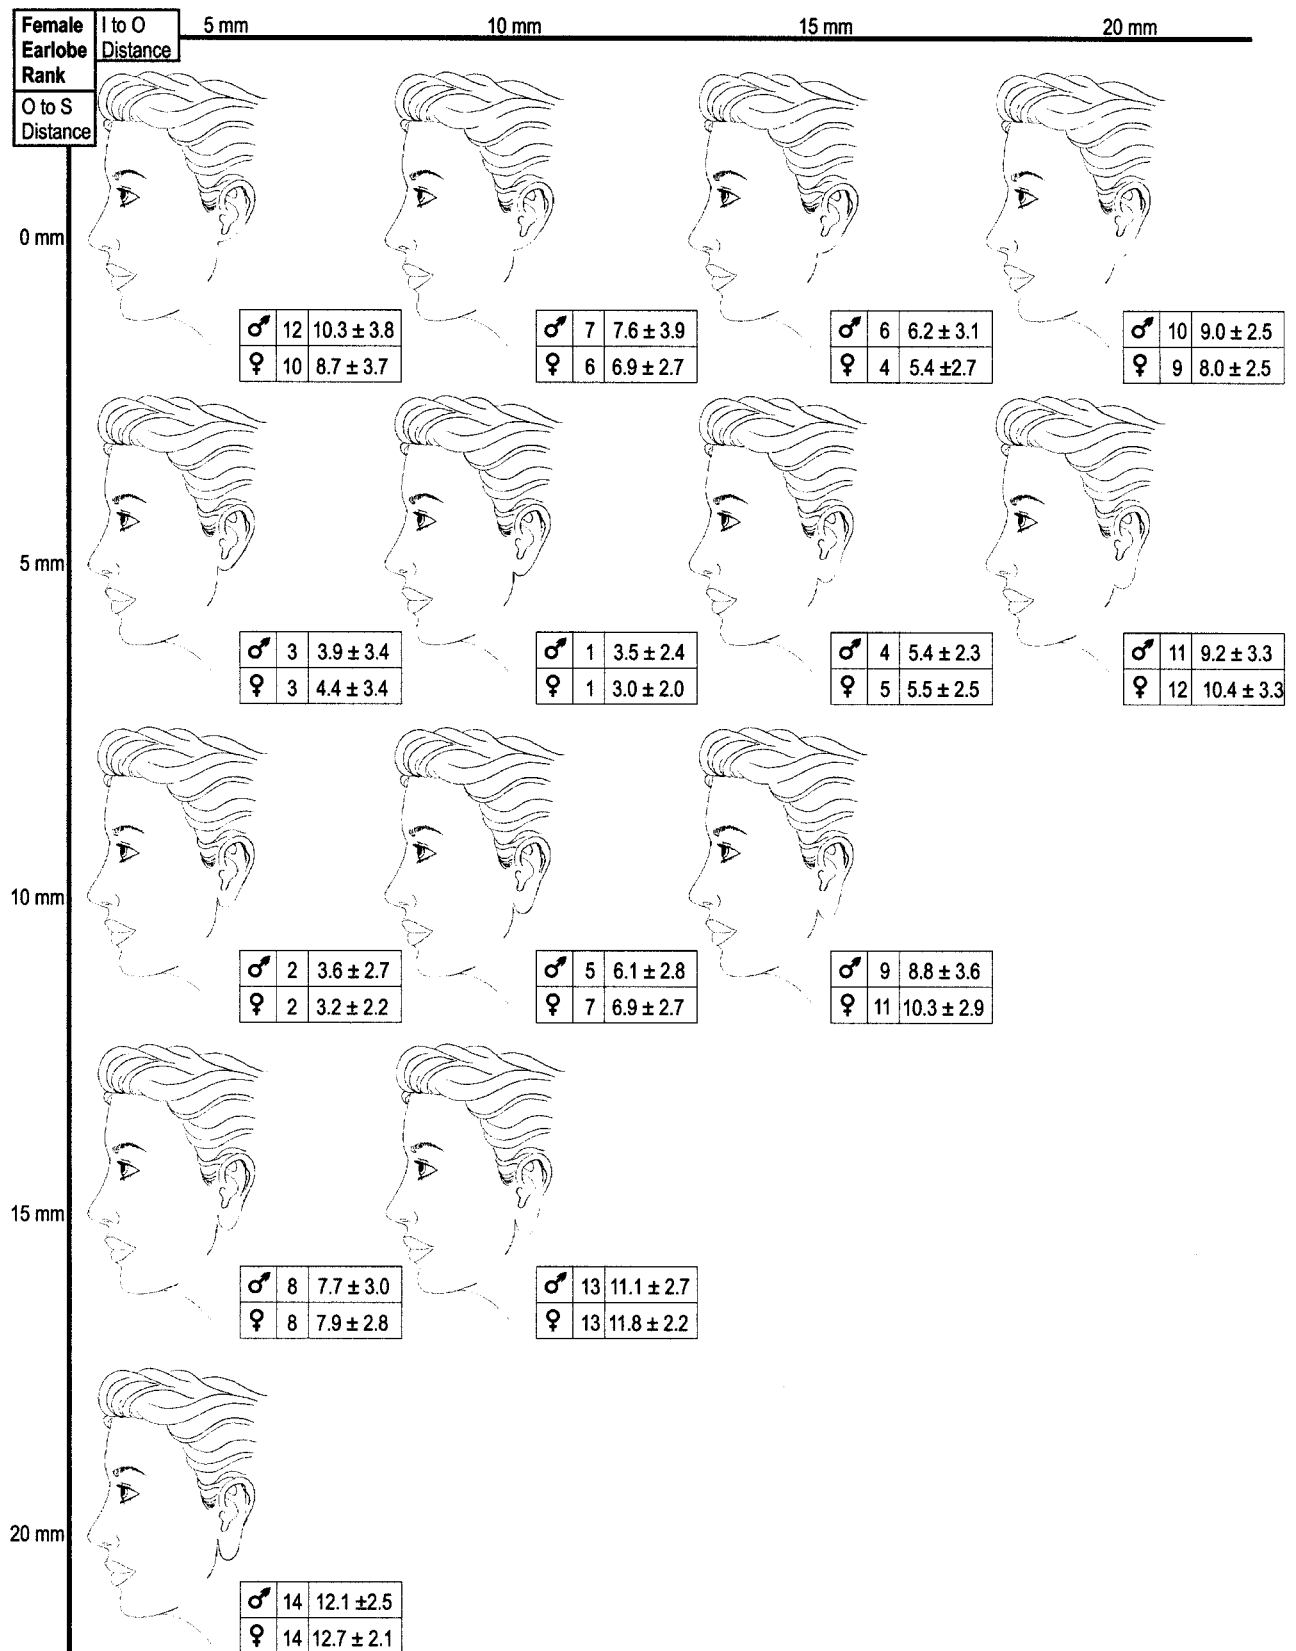 Female Earlobe Rank
I to O Distance
O to S Distance
5 mm 10 mm 15 mm 20 mm
0 mm
♂ 12 10.3 ± 3.8
♀ 10 8.7 ± 3.7
♂ 7 7.6 ± 3.9
♀ 6 6.9 ± 2.7
♂ 6 6.2 ± 3.1
♀ 4 5.4 ±2.7
♂ 10 9.0 ± 2.5
♀ 9 8.0 ± 2.5
5 mm
♂ 3 3.9 ± 3.4
♀ 3 4.4 ± 3.4
♂ 1 3.5 ± 2.4
♀ 1 3.0 ± 2.0
♂ 4 5.4 ± 2.3
♀ 5 5.5 ± 2.5
♂ 11 9.2 ± 3.3
♀ 12 10.4 ± 3.3
10 mm
♂ 2 3.6 ± 2.7
♀ 2 3.2 ± 2.2
♂ 5 6.1 ± 2.8
♀ 7 6.9 ± 2.7
♂ 9 8.8 ± 3.6
♀ 11 10.3 ± 2.9
15 mm
♂ 8 7.7 ± 3.0
♀ 8 7.9 ± 2.8
♂ 13 11.1 ± 2.7
♀ 13 11.8 ± 2.2
20 mm
♂ 14 12.1 ±2.5
♀ 14 12.7 ± 2.1